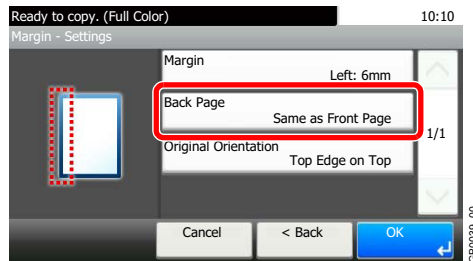 Ready to copy. (Full Color)
10:10
Margin - Settings
Margin
Left: 6mm
Back Page
Same as Front Page
1/1
Original Orientation
Top Edge on Top
Cancel
< Back
OK